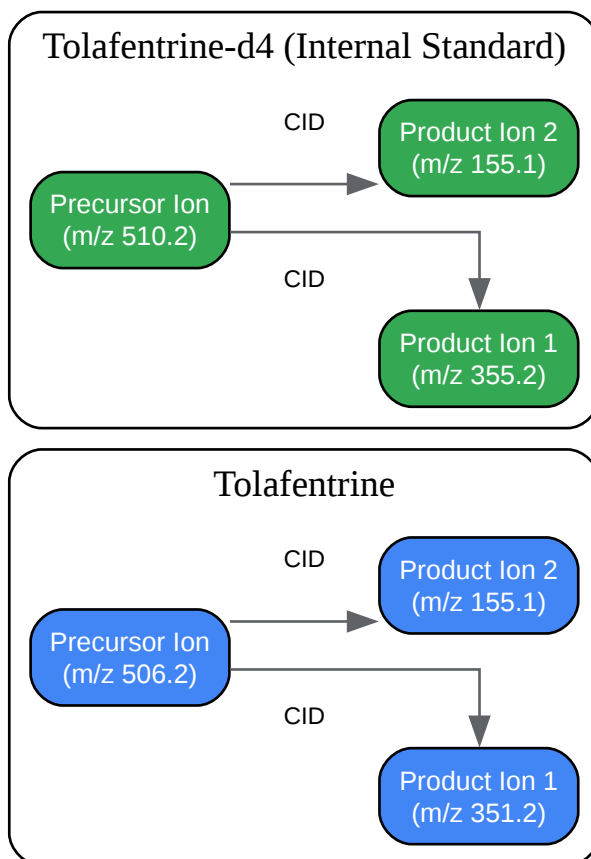 Tolafentrine-d4 (Internal Standard)
CID
Product Ion 2
(m/z 155.1)
Precursor Ion
(m/z 510.2)
CID
Product Ion 1
(m/z 355.2)
Tolafentrine
CID
Product Ion 2
(m/z 155.1)
Precursor Ion
(m/z 506.2)
CID
Product Ion 1
(m/z 351.2)